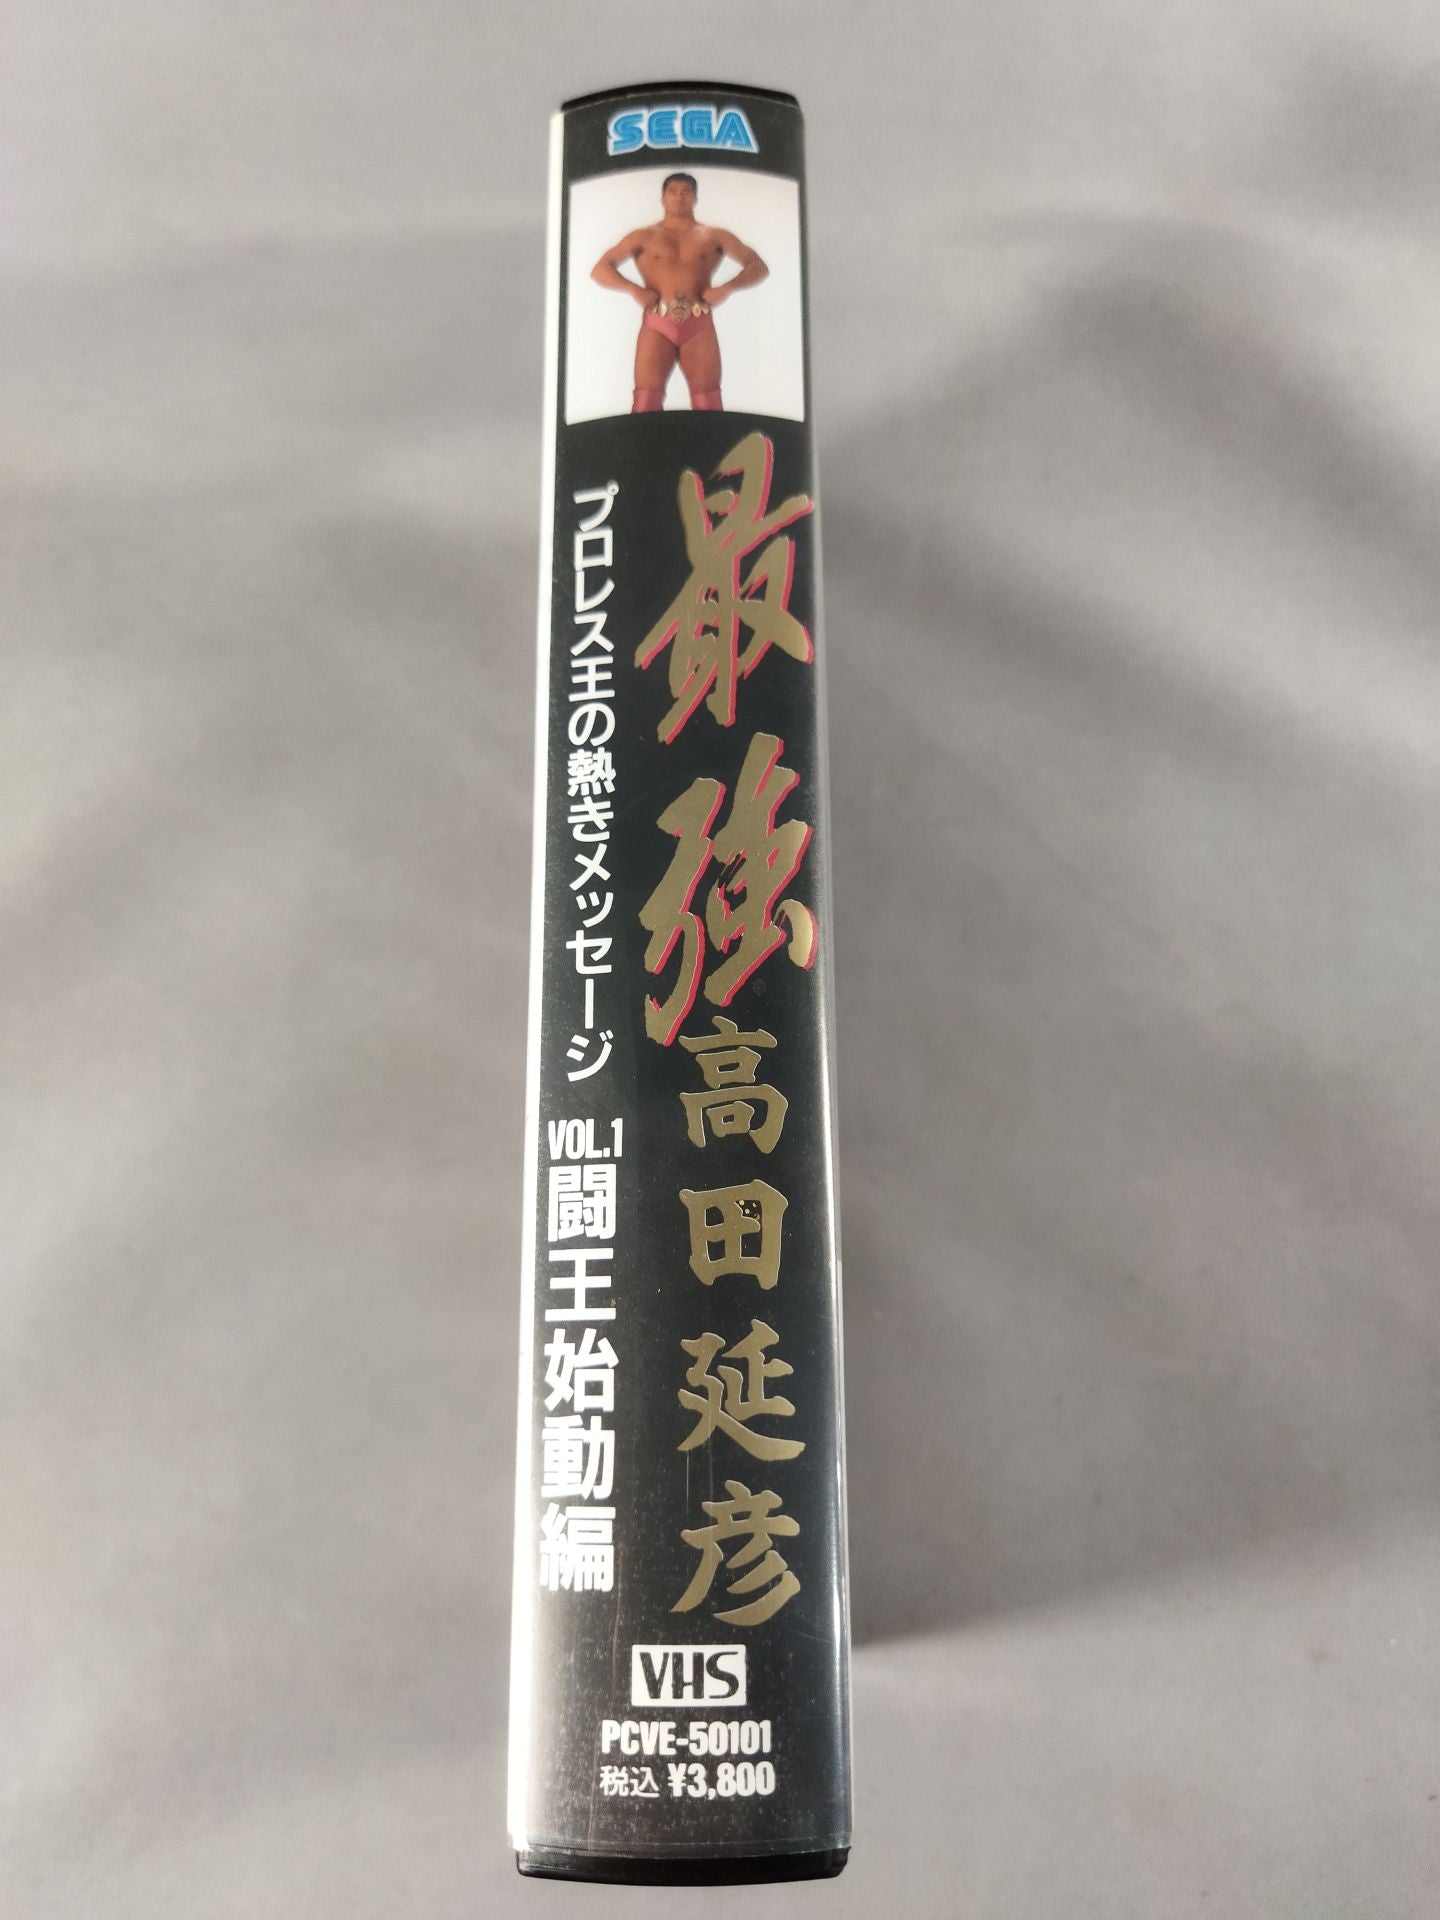 SEGA
最強 高田延彦
プロレス王の熱きメッセージ
VOL.1
闘王始動編
VHS
PCVE-50101
税込 ¥3,800